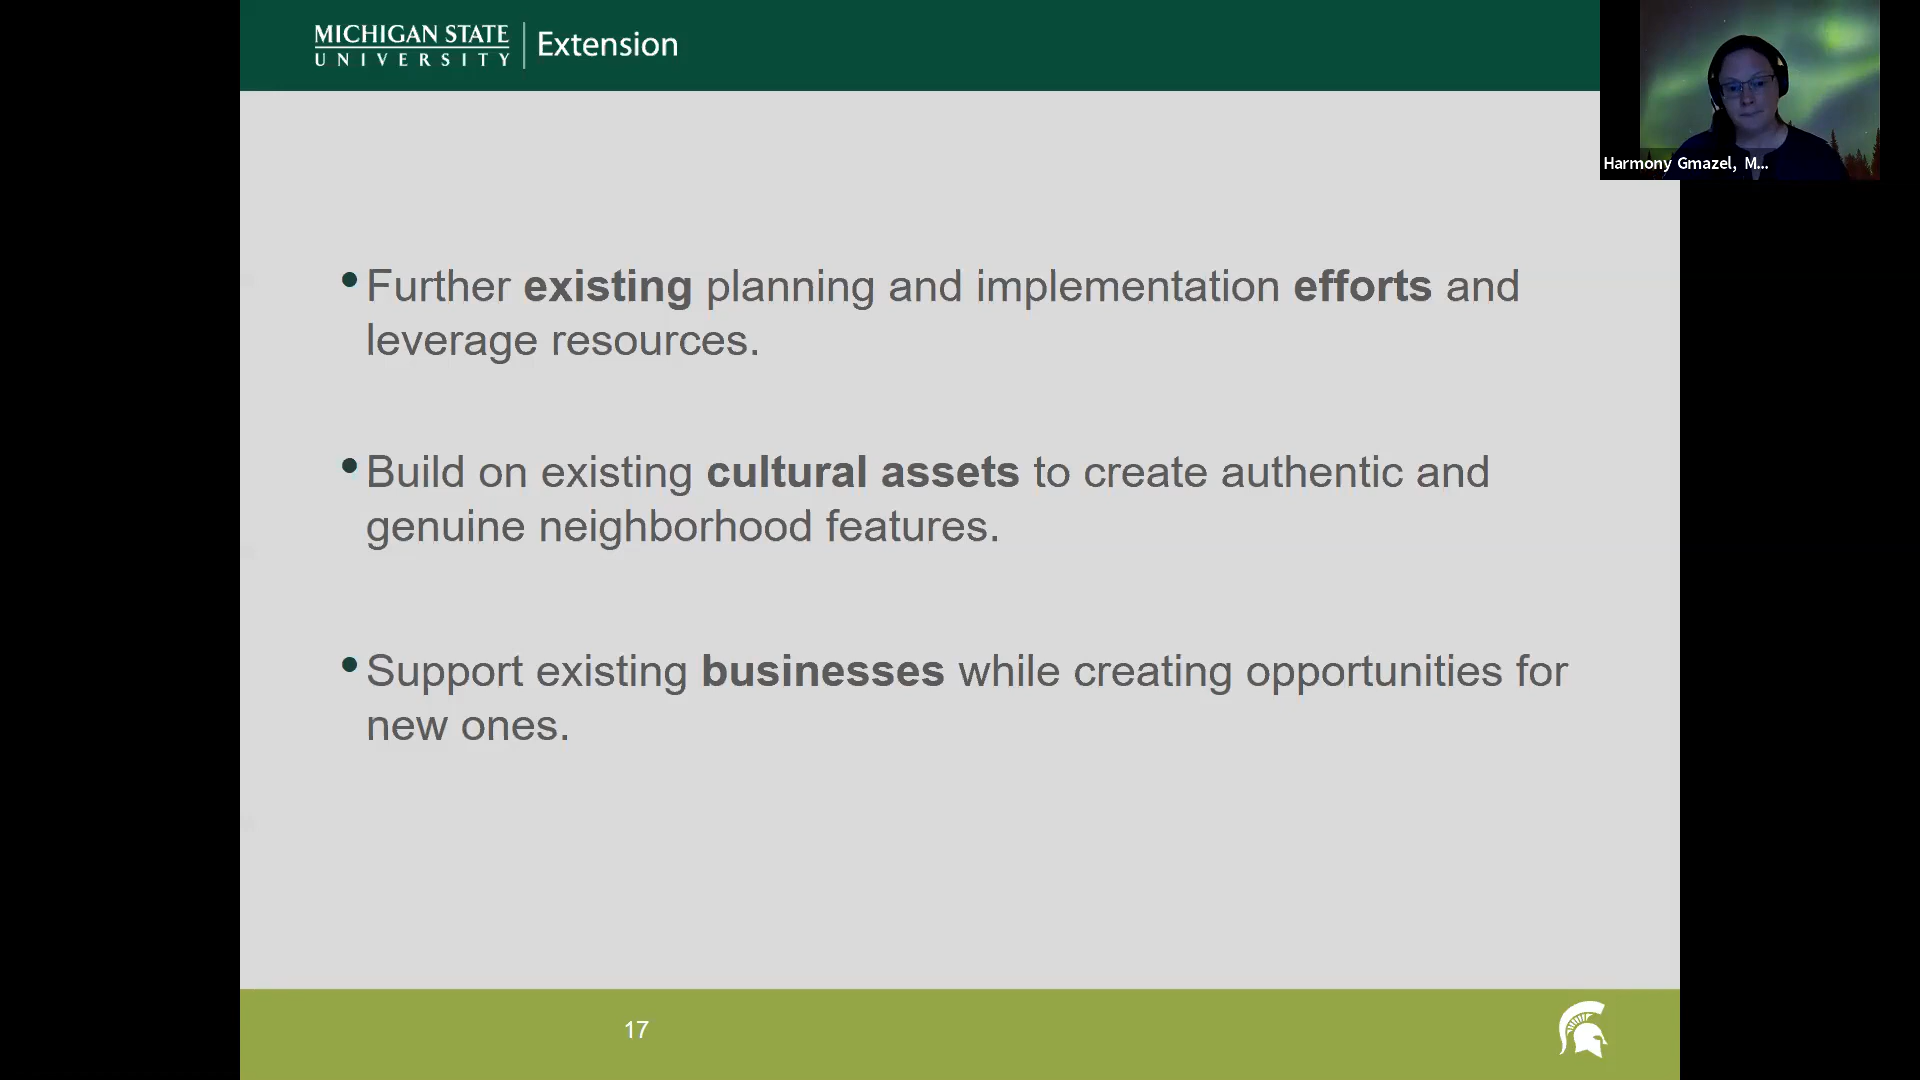 MICHIGAN STATE
UNIVERSITY
Extension
Harmony Gmazel, M...
• Further existing planning and implementation efforts and
leverage resources.
• Build on existing cultural assets to create authentic and
genuine neighborhood features.
• Support existing businesses while creating opportunities for
new ones.
17